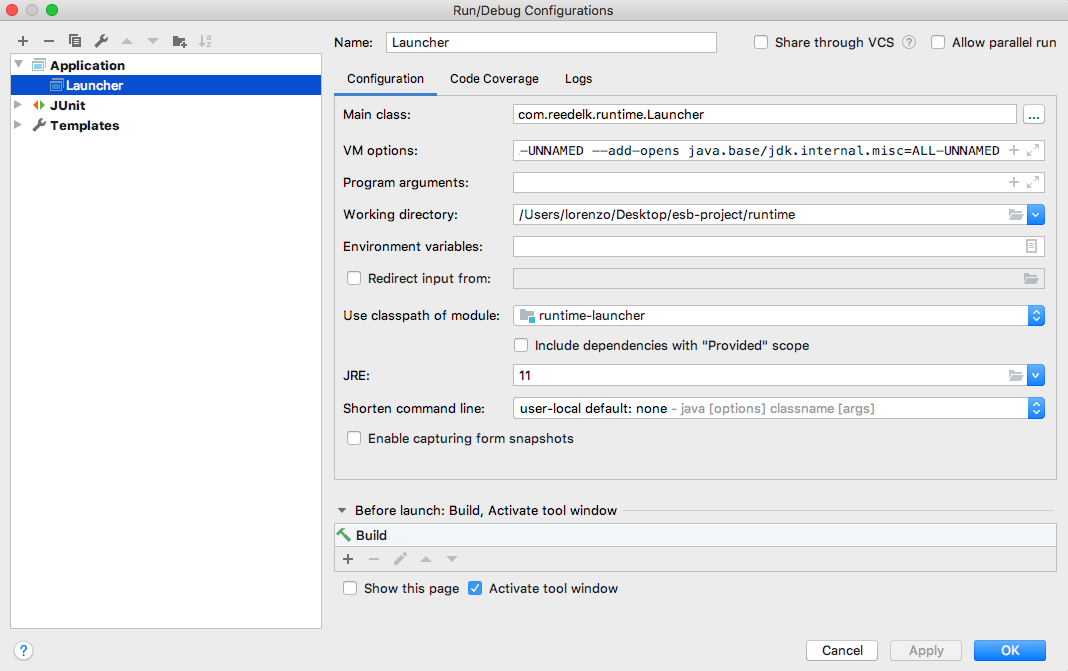 Run/Debug Configurations
Name: Launcher Share through VCS ? Allow parallel run
Application
Launcher
JUnit
Templates
Configuration Code Coverage Logs
Main class: com.reedelk.runtime.Launcher ...
VM options: -UNNAMED --add-opens java.base/jdk.internal.misc=ALL-UNNAMED
Program arguments:
Working directory: /Users/lorenzo/Desktop/esb-project/runtime
Environment variables:
Redirect input from:
Use classpath of module: runtime-launcher
Include dependencies with "Provided" scope
JRE: 11
Shorten command line: user-local default: none - java [options] classname [args]
Enable capturing form snapshots
Before launch: Build, Activate tool window
Build
Show this page Activate tool window
? Cancel Apply OK